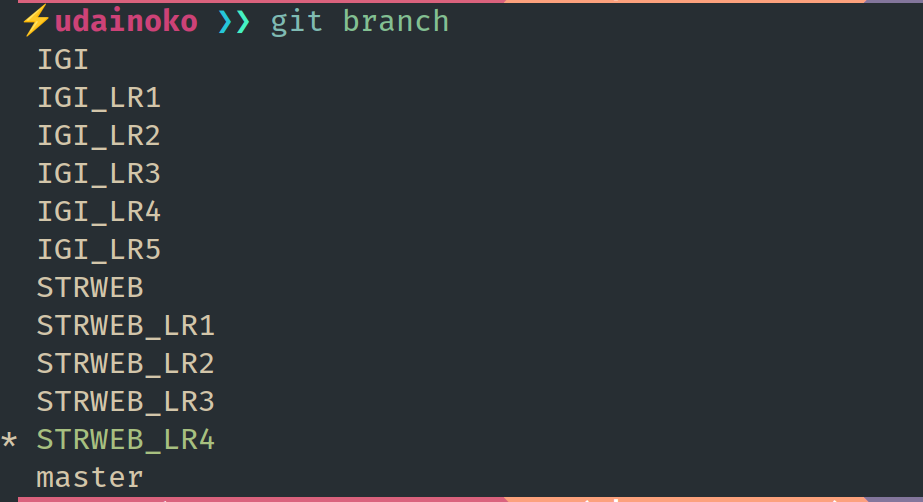 ⚡udainoko ❯❯ git branch
IGI
IGI_LR1
IGI_LR2
IGI_LR3
IGI_LR4
IGI_LR5
STRWEB
STRWEB_LR1
STRWEB_LR2
STRWEB_LR3
* STRWEB_LR4
master